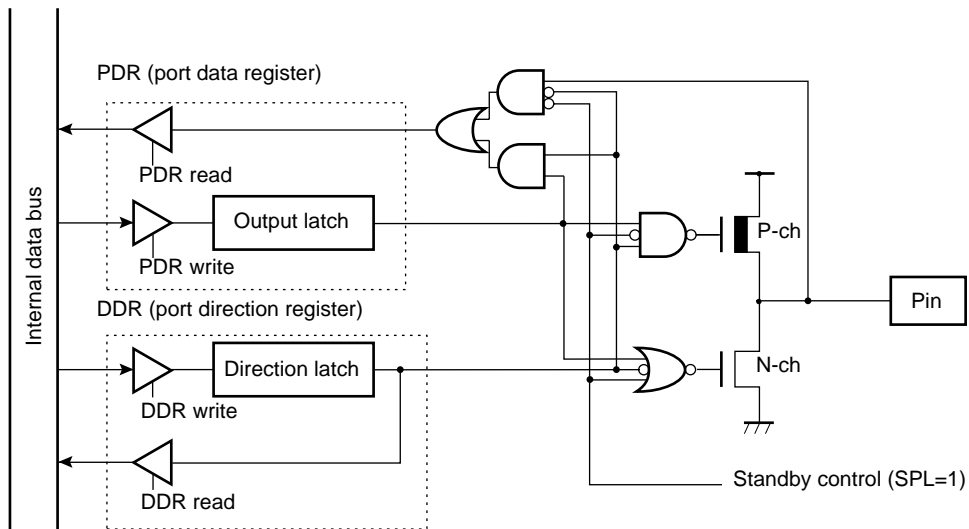 PDR (port data register)
PDR read
Internal data bus
Output latch
P-ch
PDR write
Pin
DDR (port direction register)
Direction latch
N-ch
DDR write
Standby control (SPL=1)
DDR read